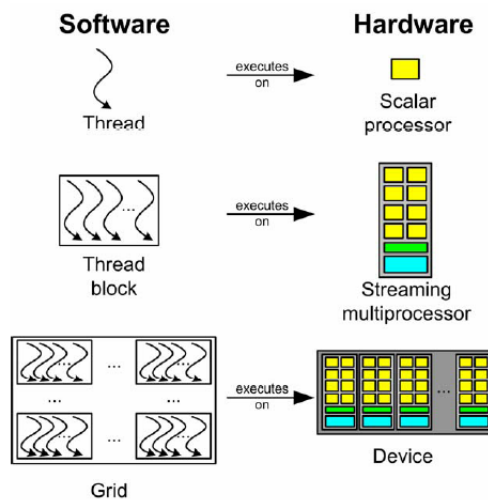 Software
Hardware
executes
on
Thread
Scalar
processor
...
executes
on
Thread
block
Streaming
multiprocessor
... ... ...
... ...
... ... ...
executes
on
...
Grid
Device